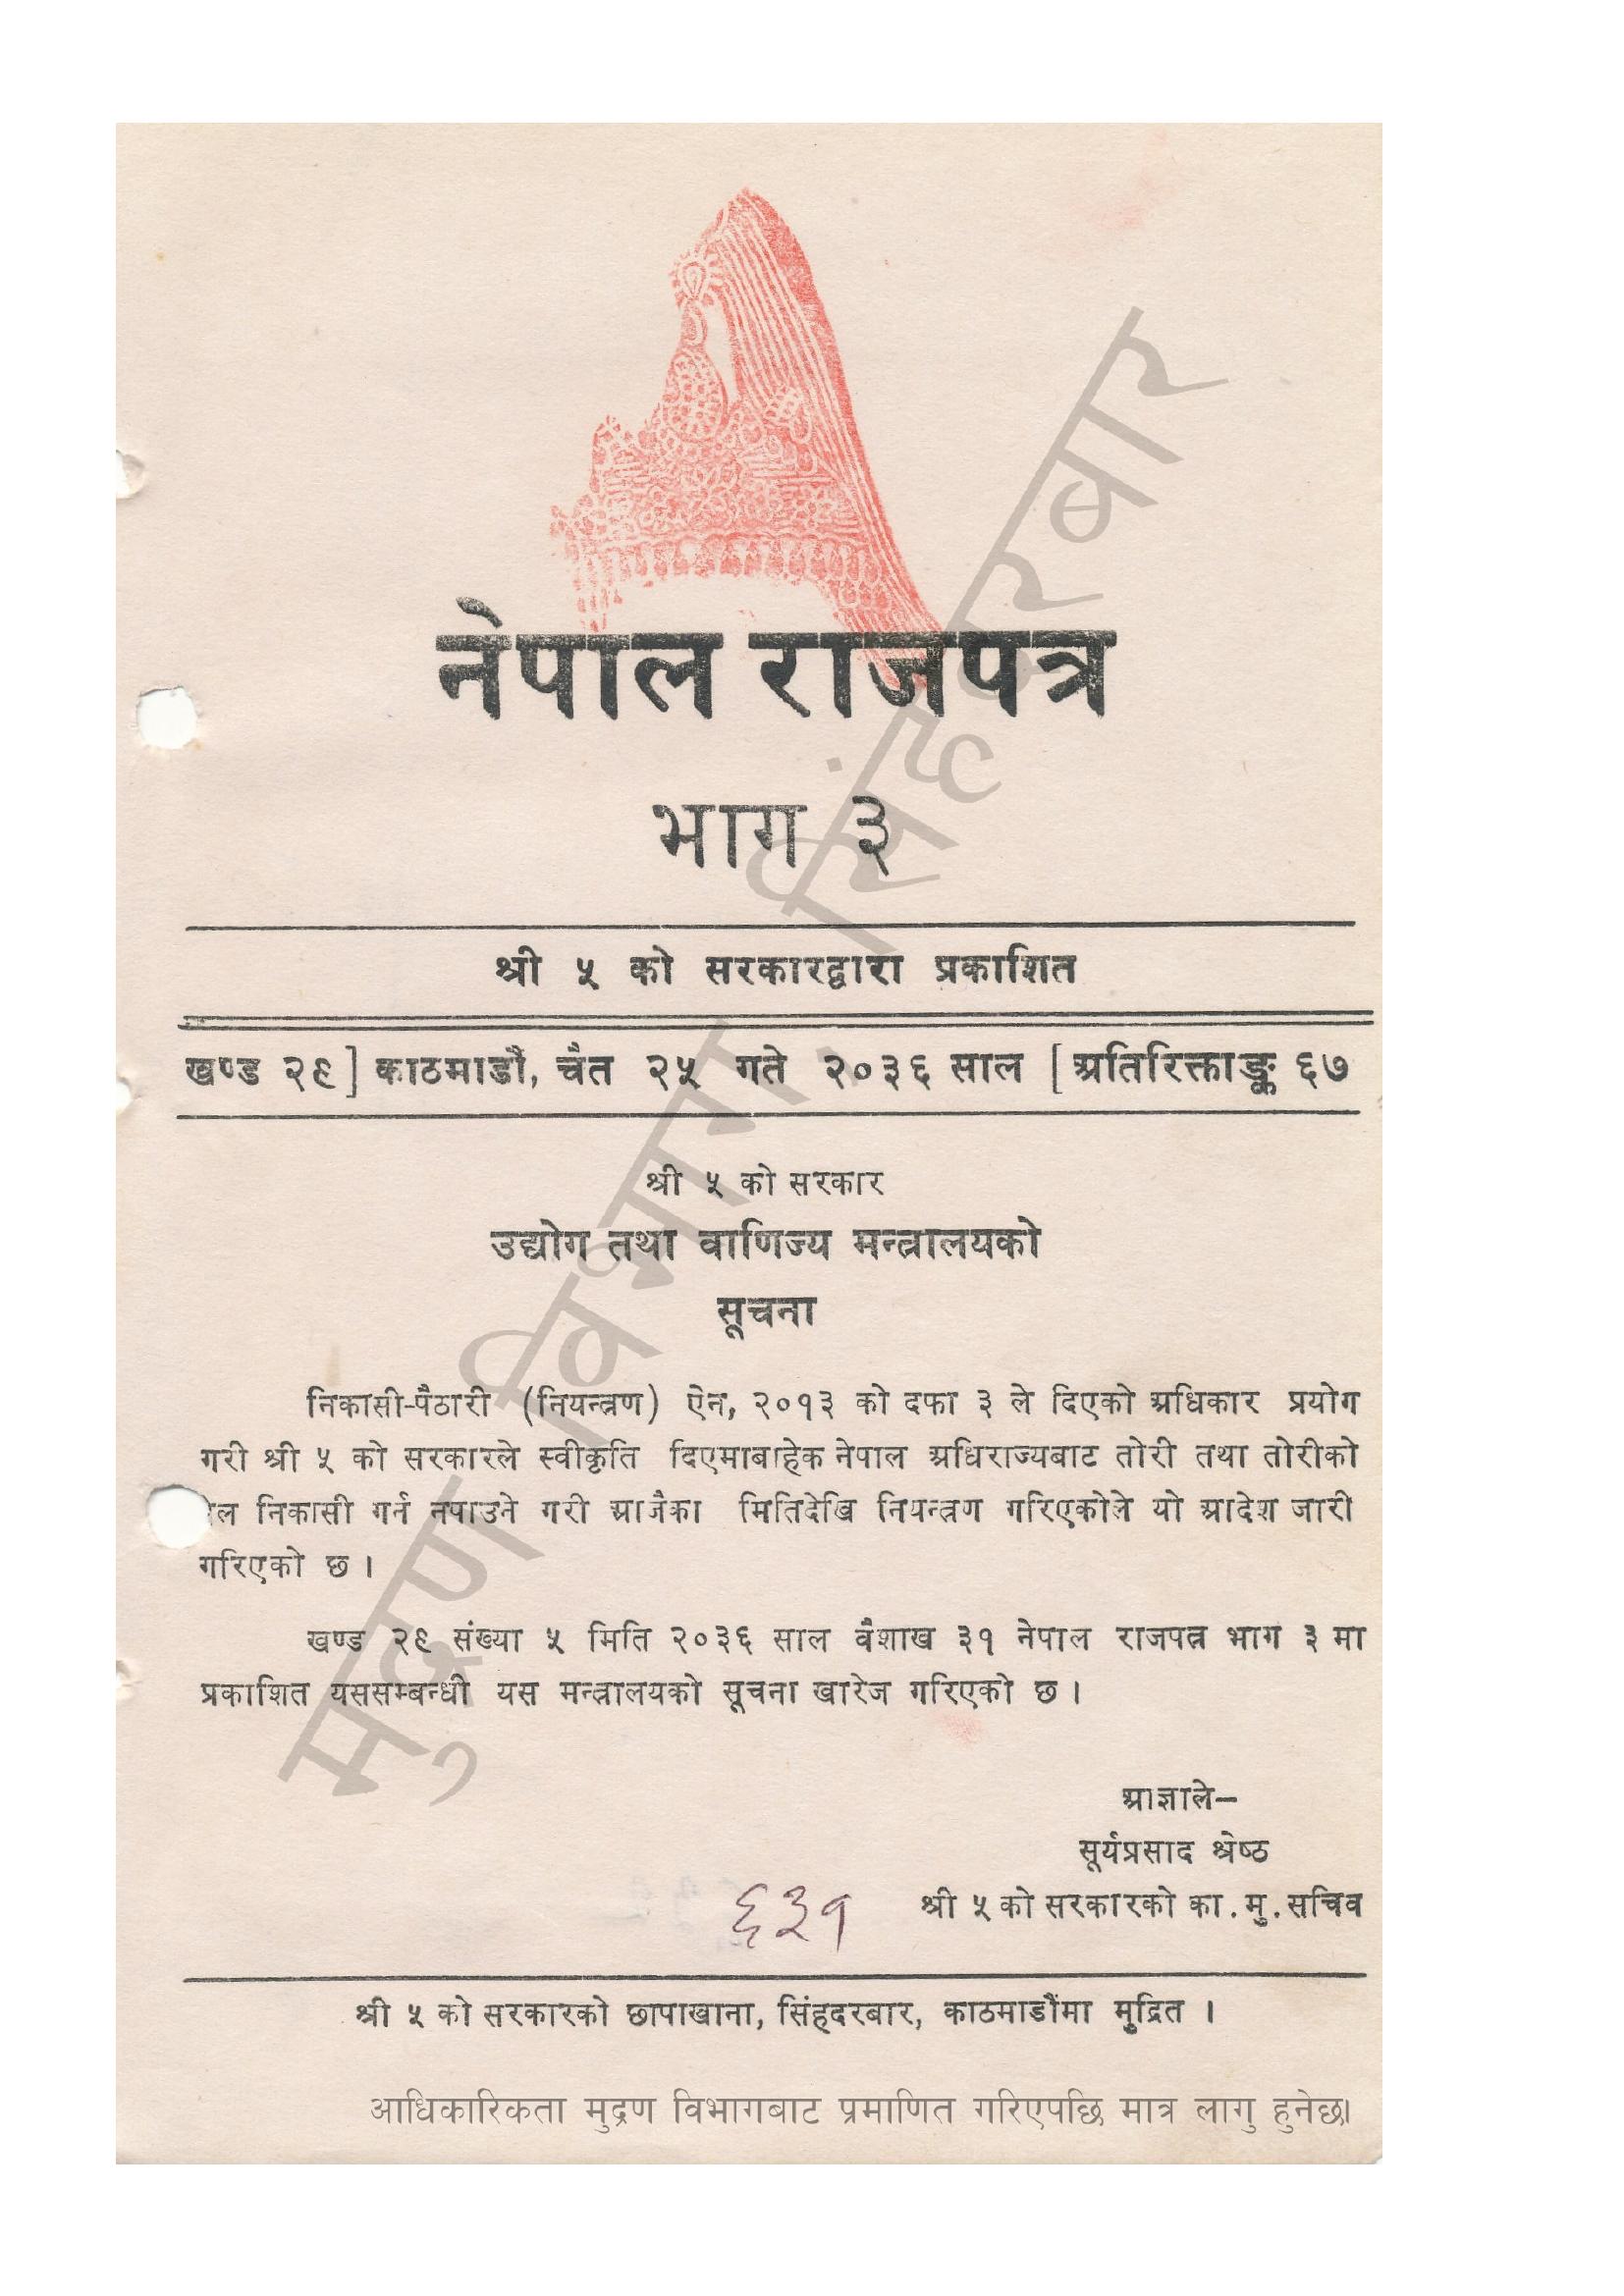 नेपाल राजपत्र
भाग ३
श्री ५ को सरकारद्वारा प्रकाशित
खण्ड २९] काठमाडौं, चैत २५ गते २०३६ साल [अतिरिक्ताङ्क ६७
श्री ५ को सरकार
उद्योग तथा वाणिज्य मन्त्रालयको
सूचना
निकासी-पैठारी (नियन्त्रण) ऐन, २०१३ को दफा ३ ले दिएको अधिकार प्रयोग
गरी श्री ५ को सरकारले स्वीकृति दिएमाबाहेक नेपाल अधिराज्यबाट तोरी तथा तोरीको
तेल निकासी गर्न नपाउने गरी आजैका मितिदेखि नियन्त्रण गरिएकोले यो आदेश जारी
गरिएको छ ।
खण्ड २९ संख्या ५ मिति २०३६ साल वैशाख ३१ नेपाल राजपत्र भाग ३ मा
प्रकाशित यससम्बन्धी यस मन्त्रालयको सूचना खारेज गरिएको छ ।
आज्ञाले–
सूर्यप्रसाद श्रेष्ठ
६३१ श्री ५ को सरकारको का.मु.सचिव
श्री ५ को सरकारको छापाखाना, सिंहदरबार, काठमाडौंमा मुद्रित ।
आधिकारिकता मुद्रण विभागबाट प्रमाणित गरिएपछि मात्र लागु हुनेछ।
मुद्रण विभाग, सिंहदरबार